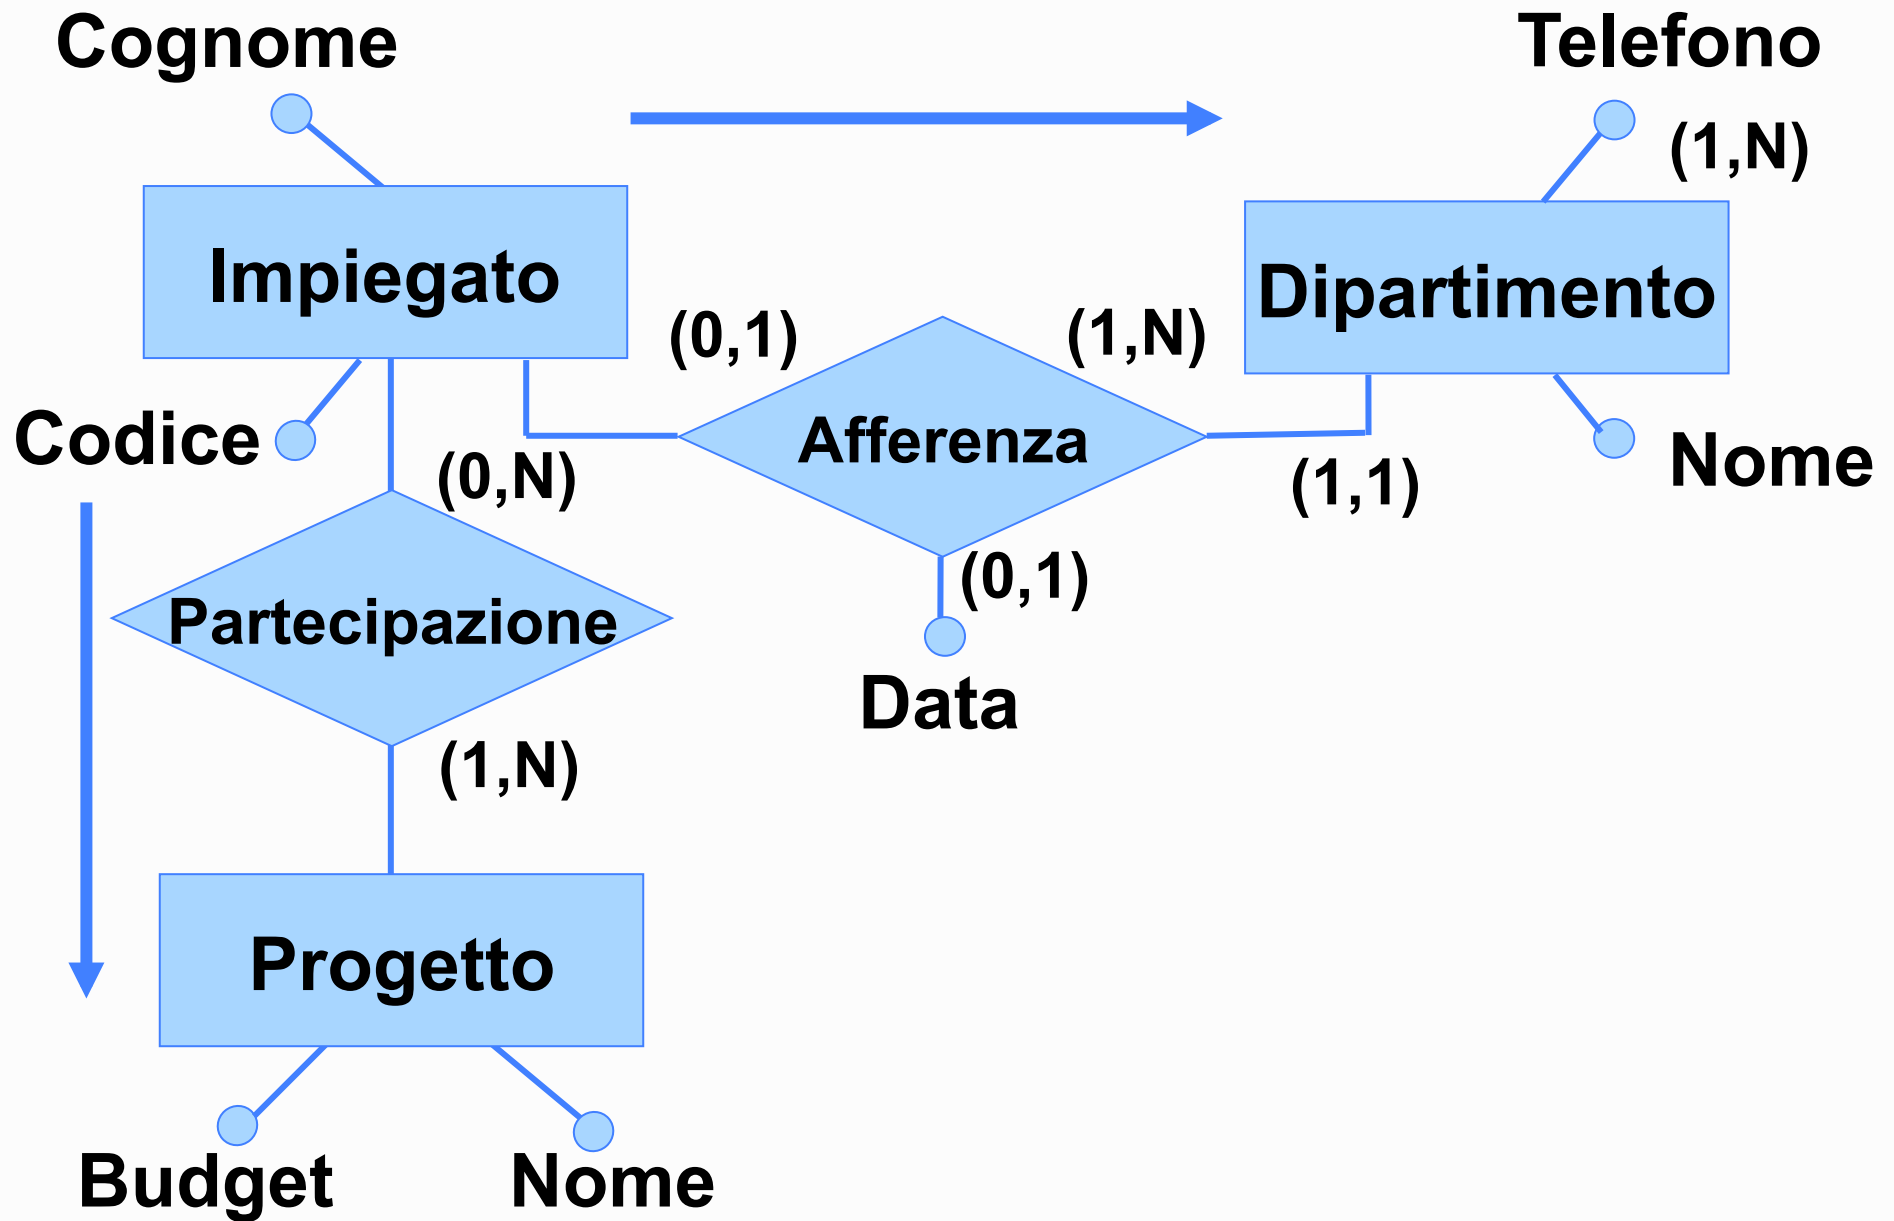 Cognome
Telefono
(1,N)
Impiegato
Dipartimento
(0,1)
(1,N)
Afferenza
Codice
(0,N)
(1,1)
Nome
(0,1)
Partecipazione
Data
(1,N)
Progetto
Budget
Nome